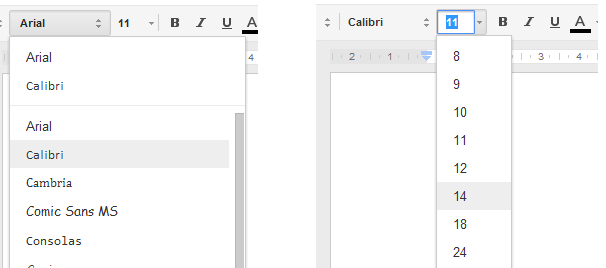 Arial 11 B I U A
4
Arial
Calibri
Arial
Calibri
Cambria
Comic Sans MS
Consolas
Calibri 11 B I U A
2 1 3 4
8
9
10
11
12
14
18
24